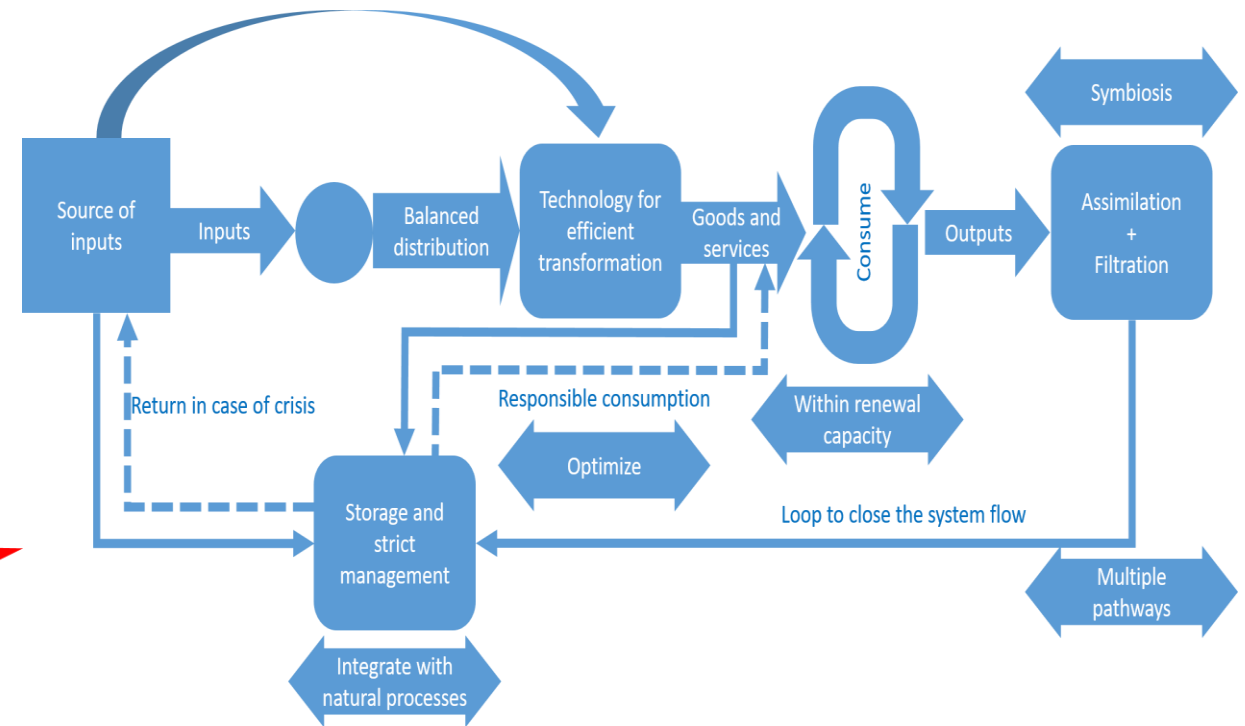 Symbiosis
Source of
inputs
Inputs
Balanced
distribution
Technology for
efficient
transformation
Goods and
services
Consume
Outputs
Assimilation
+
Filtration
Return in case of crisis
Responsible consumption
Within renewal
capacity
Optimize
Storage and
strict
management
Loop to close the system flow
Multiple
pathways
Integrate with
natural processes